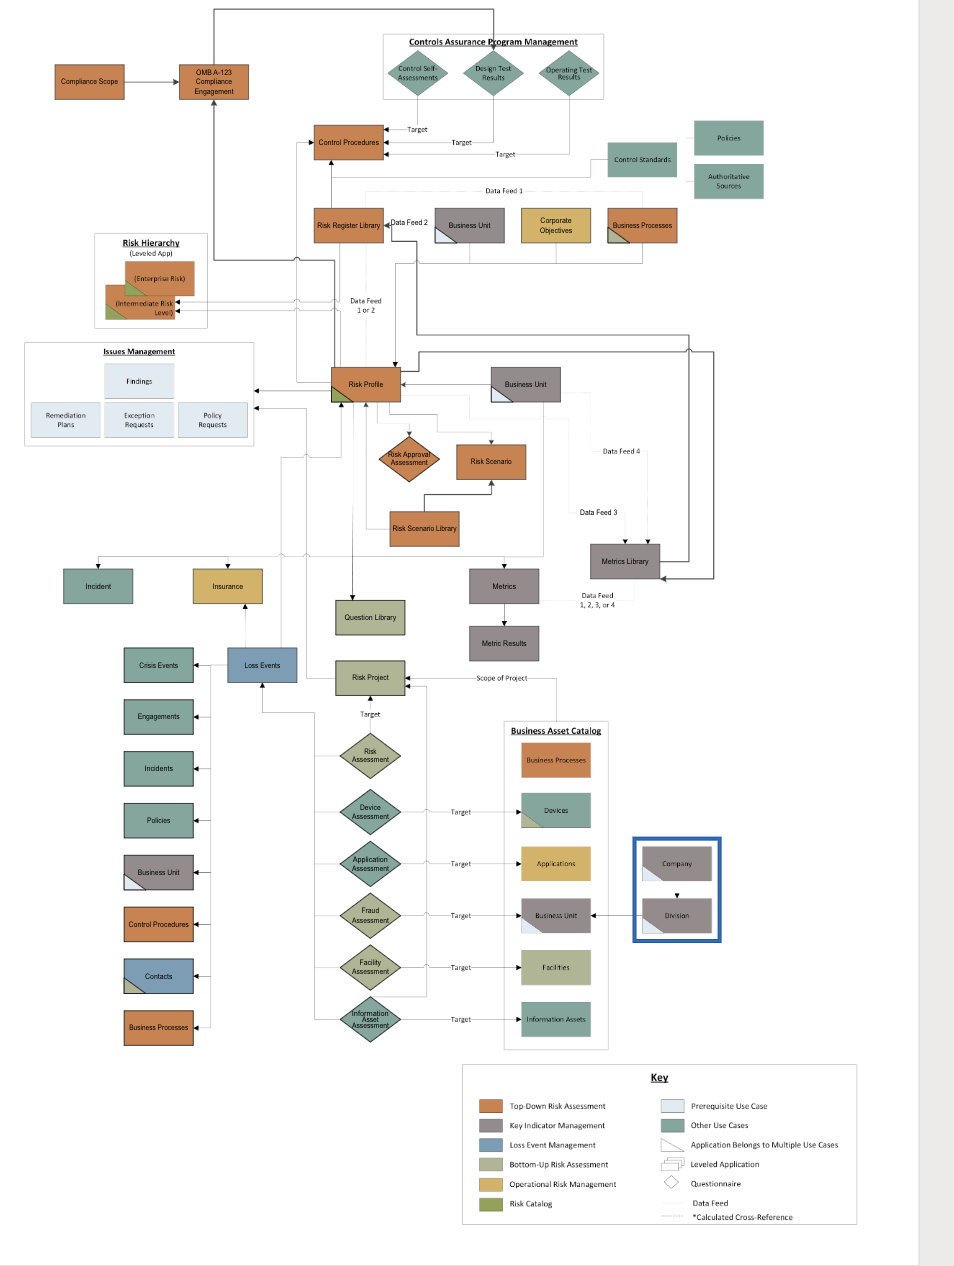 Controls Assurance Program Management
Compliance Scope
OMB A-123
Compliance
Engagement
Control Self-
Assessments
Design Test
Results
Operating Test
Results
Target
Control Procedures
Target
Target
Control Standards
Policies
Authoritative
Sources
Data Feed 1
Risk Register Library
Data Feed 2
Business Unit
Corporate
Objectives
Business Processes
Risk Hierarchy
(Leveled App)
(Enterprise Risk)
(Intermediate Risk
Level)
Data Feed
1 or 2
Issues Management
Findings
Remediation
Plans
Exception
Requests
Policy
Requests
Risk Profile
Business Unit
Risk Approval
Assessment
Risk Scenario
Data Feed 4
Data Feed 3
Risk Scenario Library
Metrics Library
Incident
Insurance
Metrics
Data Feed
1, 2, 3, or 4
Question Library
Metric Results
Crisis Events
Loss Events
Risk Project
Scope of Project
Engagements
Target
Business Asset Catalog
Risk
Assessment
Business Processes
Incidents
Device
Assessment
Target
Devices
Policies
Application
Assessment
Target
Applications
Company
Business Unit
Fraud
Assessment
Target
Business Unit
Division
Control Procedures
Facility
Assessment
Target
Facilities
Contacts
Information
Asset
Assessment
Target
Information Assets
Business Processes
Key
Top-Down Risk Assessment
Prerequisite Use Case
Key Indicator Management
Other Use Cases
Loss Event Management
Application Belongs to Multiple Use Cases
Bottom-Up Risk Assessment
Leveled Application
Operational Risk Management
Questionnaire
Risk Catalog
Data Feed
*Calculated Cross-Reference